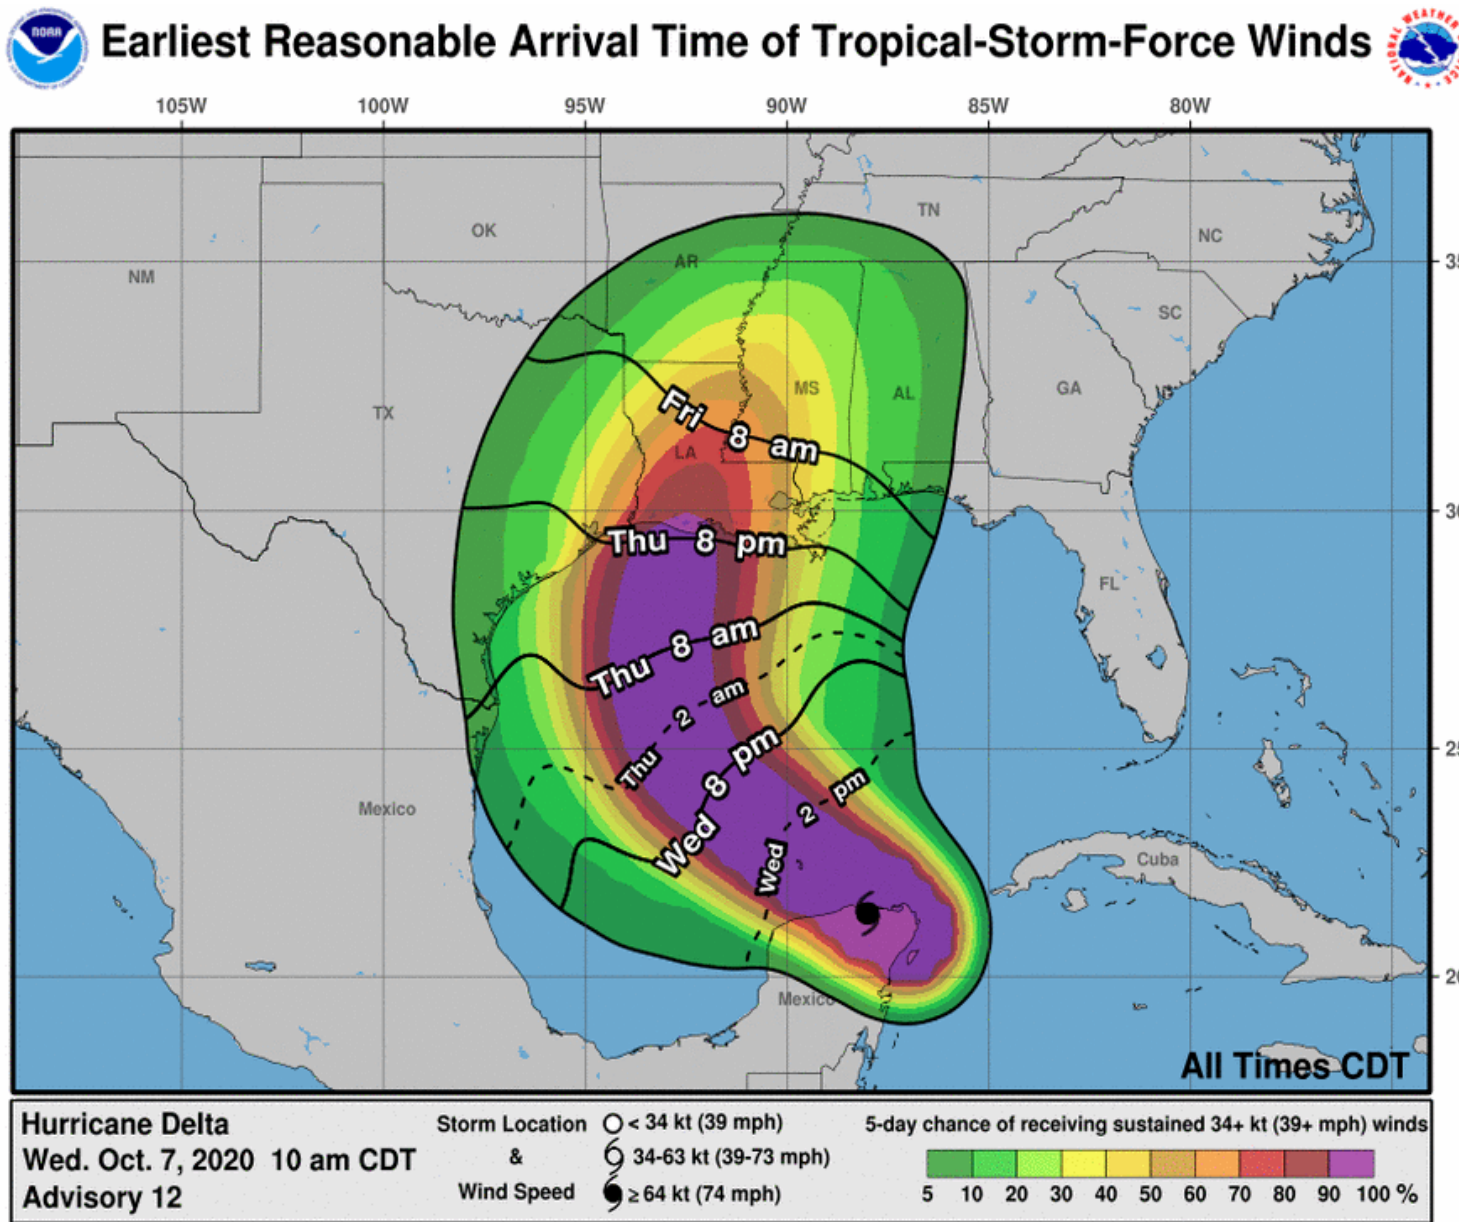 NOAA
Earliest Reasonable Arrival Time of Tropical-Storm-Force Winds
NATIONAL WEATHER
105W 100W 95W 90W 85W 80W
TN
OK
NC
AR
NM
SC
MS
AL
GA
TX
Fri 8 am
LA
Thu 8 pm
FL
Thu 8 am
Thu 2 am
Wed 8 pm
Wed 2 pm
Mexico
Cuba
Mexico
All Times CDT
Hurricane Delta
Wed. Oct. 7, 2020 10 am CDT
Advisory 12
Storm Location
&
Wind Speed
< 34 kt (39 mph)
34-63 kt (39-73 mph)
≥ 64 kt (74 mph)
5-day chance of receiving sustained 34+ kt (39+ mph) winds
5 10 20 30 40 50 60 70 80 90 100 %